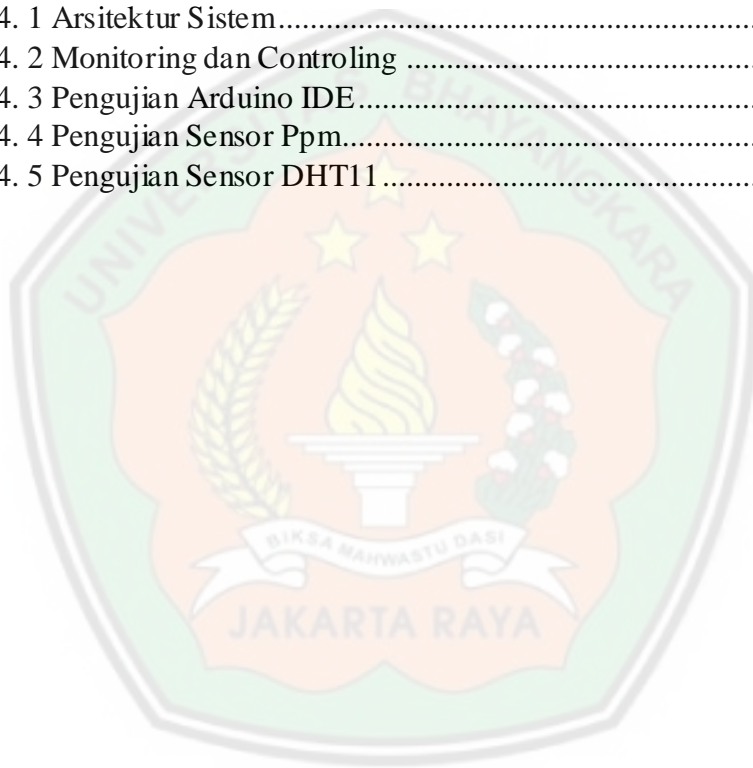 4. 1 Arsitektur Sistem.....................................................................
4. 2 Monitoring dan Controling ..................................................
4. 3 Pengujian Arduino IDE.........................................................
4. 4 Pengujian Sensor Ppm...........................................................
4. 5 Pengujian Sensor DHT11.....................................................
UNIVERSITAS BHAYANGKARA
BIKSA MAHWASTU DASI
JAKARTA RAYA